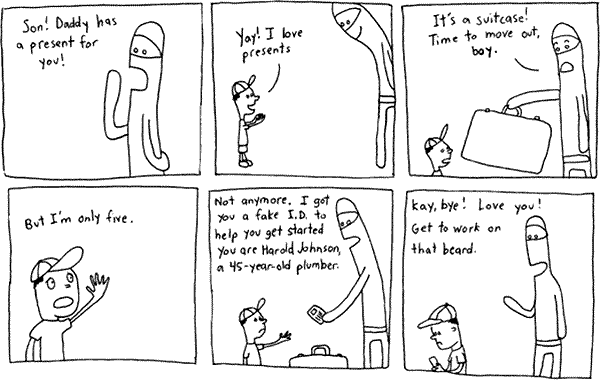 Son! Daddy has
a present for
you!
Yay! I love
presents
It's a suitcase!
Time to move out,
boy.
But I'm only five.
Not anymore. I got
you a fake I.D. to
help you get started
You are Harold Johnson,
a 45-year-old plumber.
kay, bye! Love you!
Get to work on
that beard.